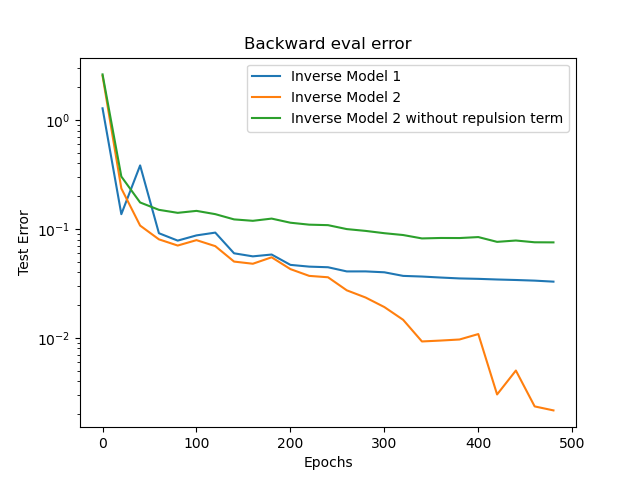 Backward eval error
Inverse Model 1
Inverse Model 2
Inverse Model 2 without repulsion term
Test Error
10⁰
10⁻¹
10⁻²
0 100 200 300 400 500
Epochs